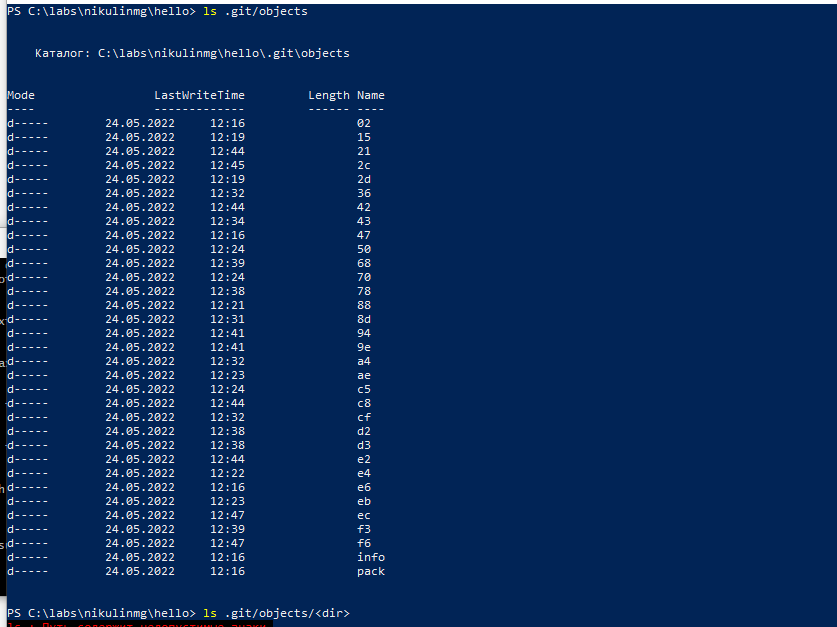 PS C:\labs\nikulinmg\hello> ls .git/objects
Каталог: C:\labs\nikulinmg\hello\.git\objects
Mode LastWriteTime Length Name
---- ------------- ------ ----
d----- 24.05.2022 12:16 02
d----- 24.05.2022 12:19 15
d----- 24.05.2022 12:44 21
d----- 24.05.2022 12:45 2c
d----- 24.05.2022 12:19 2d
d----- 24.05.2022 12:32 36
d----- 24.05.2022 12:44 42
d----- 24.05.2022 12:34 43
d----- 24.05.2022 12:16 47
d----- 24.05.2022 12:24 50
d----- 24.05.2022 12:39 68
d----- 24.05.2022 12:24 70
d----- 24.05.2022 12:38 78
d----- 24.05.2022 12:21 88
d----- 24.05.2022 12:31 8d
d----- 24.05.2022 12:41 94
d----- 24.05.2022 12:41 9e
d----- 24.05.2022 12:32 a4
d----- 24.05.2022 12:23 ae
d----- 24.05.2022 12:24 c5
d----- 24.05.2022 12:44 c8
d----- 24.05.2022 12:32 cf
d----- 24.05.2022 12:38 d2
d----- 24.05.2022 12:38 d3
d----- 24.05.2022 12:44 e2
d----- 24.05.2022 12:22 e4
d----- 24.05.2022 12:16 e6
d----- 24.05.2022 12:23 eb
d----- 24.05.2022 12:47 ec
d----- 24.05.2022 12:39 f3
d----- 24.05.2022 12:47 f6
d----- 24.05.2022 12:16 info
d----- 24.05.2022 12:16 pack
PS C:\labs\nikulinmg\hello> ls .git/objects/<dir>
ls : Путь содержит недопустимые знаки.